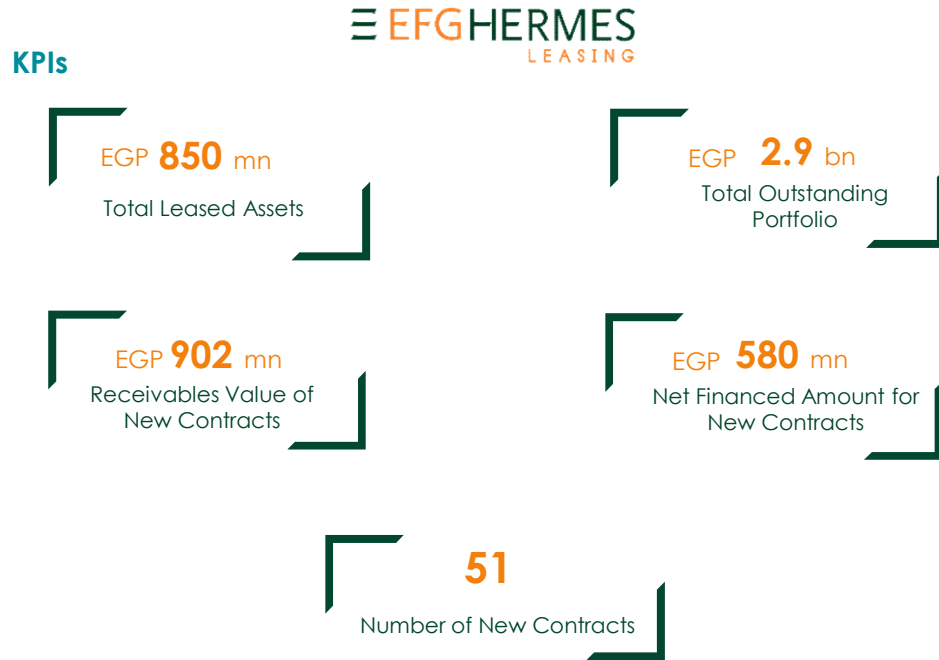 EFGHERMES
LEASING
KPIs
EGP 850 mn
Total Leased Assets
EGP 2.9 bn
Total Outstanding
Portfolio
EGP 902 mn
Receivables Value of
New Contracts
EGP 580 mn
Net Financed Amount for
New Contracts
51
Number of New Contracts